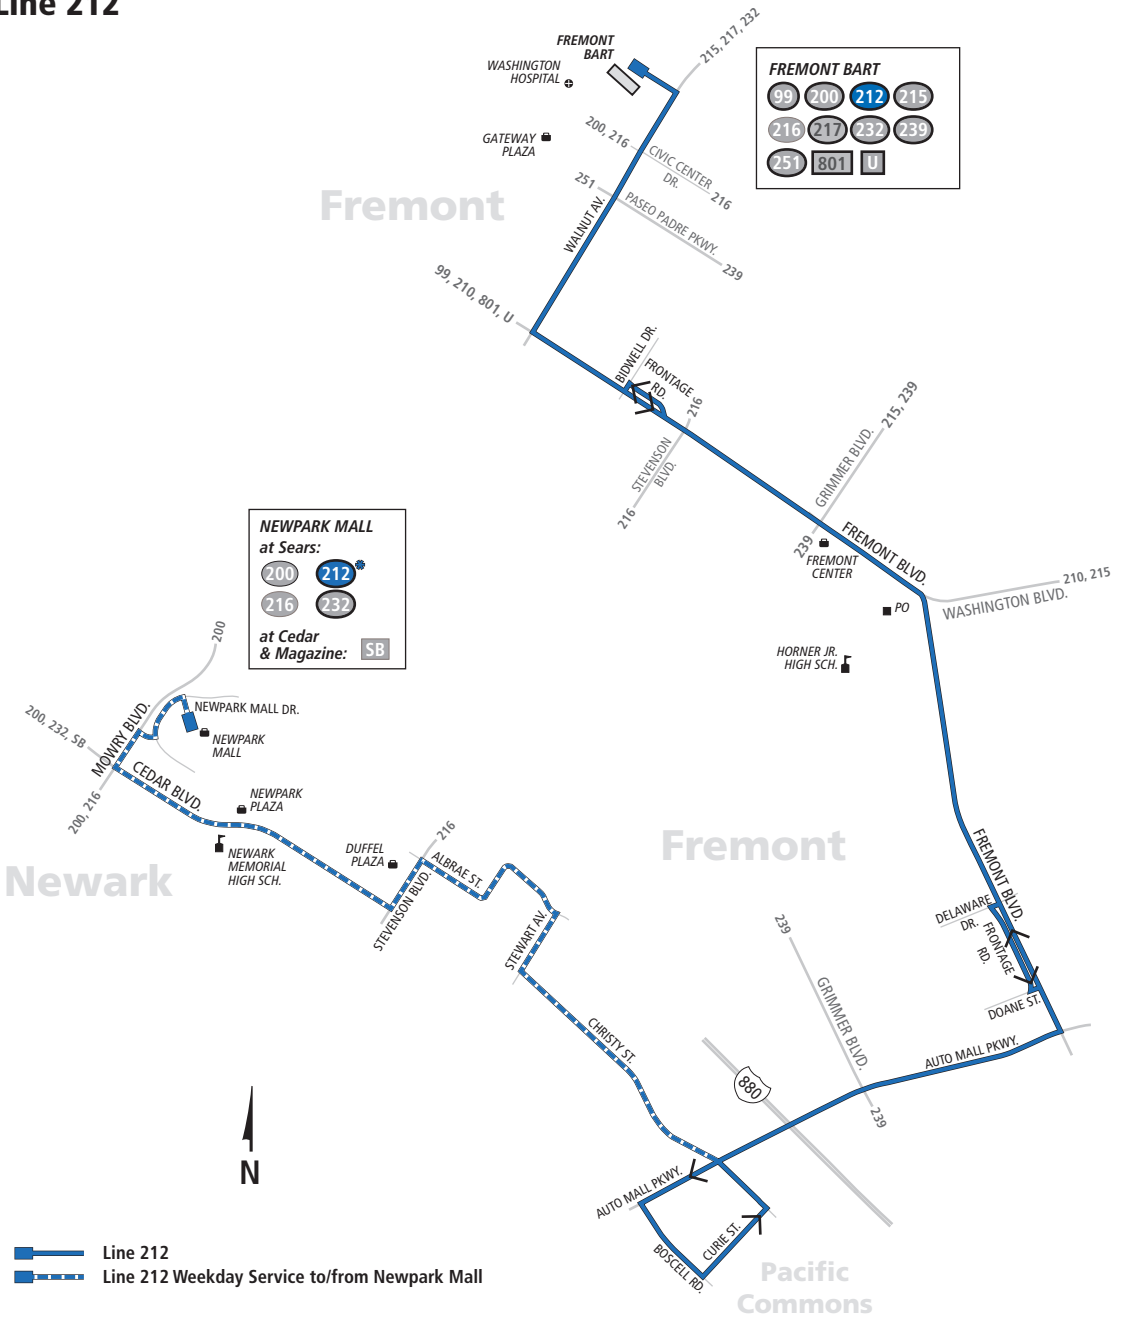 Line 212
FREMONT
BART
WASHINGTON
HOSPITAL
215, 217, 232
GATEWAY
PLAZA
200, 216
CIVIC CENTER
DR.
216
251
PASEO PADRE PKWY.
239
WALNUT AV.
Fremont
FREMONT BART
99 200 212 215
216 217 232 239
251 801 U
99, 210, 801, U
BIDWELL DR.
FRONTAGE
RD.
216
STEVENSON
BLVD.
216
215, 239
GRIMMER BLVD.
239
FREMONT BLVD.
FREMONT
CENTER
210, 215
WASHINGTON BLVD.
PO
HORNER JR.
HIGH SCH.
NEWPARK MALL
at Sears:
200 212*
216 232
at Cedar
& Magazine: SB
200
NEWPARK MALL DR.
200, 232, SB
MOWRY BLVD.
NEWPARK
MALL
CEDAR BLVD.
200, 216
NEWPARK
PLAZA
NEWARK
MEMORIAL
HIGH SCH.
DUFFEL
PLAZA
216
ALBRAE ST.
STEVENSON BLVD.
Newark
Fremont
STEWART AV.
CHRISTY ST.
FREMONT BLVD.
DELAWARE
DR.
FRONTAGE
RD.
DOANE ST.
239
GRIMMER BLVD.
239
AUTO MALL PKWY.
880
AUTO MALL PKWY.
CURIE ST.
BOSCELL RD.
Pacific
Commons
N
Line 212
Line 212 Weekday Service to/from Newpark Mall